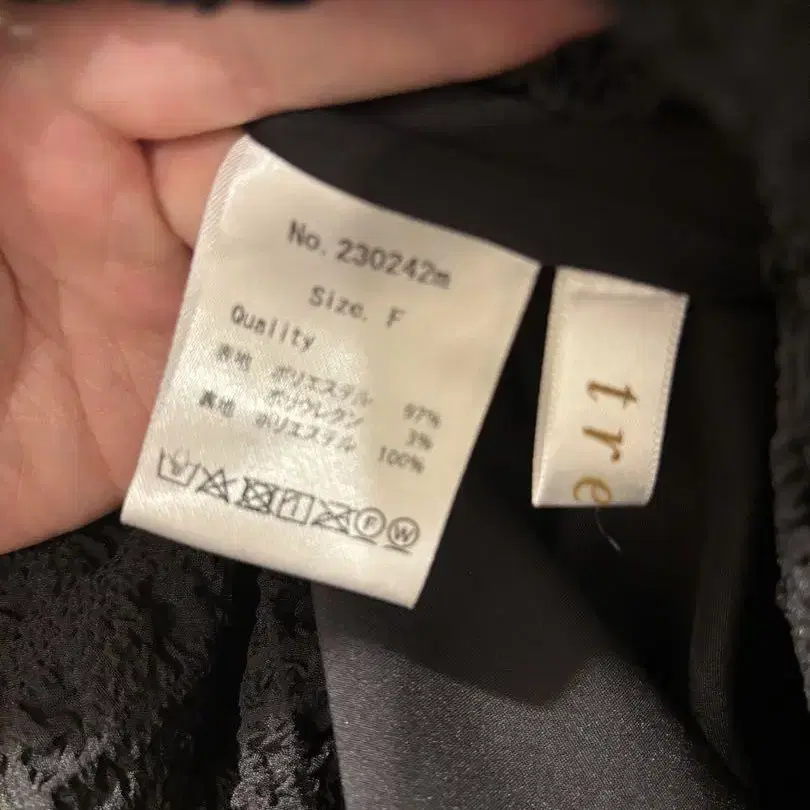 No. 230242m
Size. F
Quality
表地 ポリエステル 97%
ポリウレタン 3%
裏地 ポリエステル 100%
F W
tre